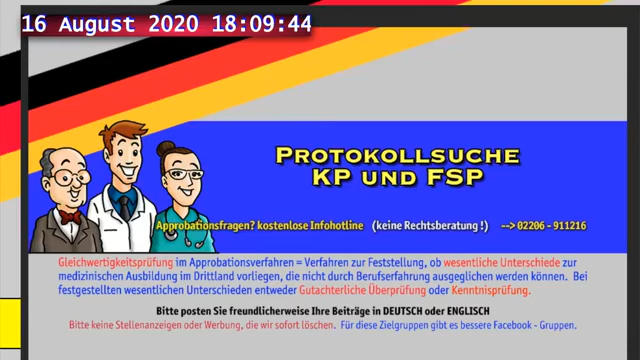 16 August 2020 18:09:44
PROTOKOLLSUCHE
KP UND FSP
Approbationsfragen? kostenlose Infohotline (keine Rechtsberatung !) --> 02206 - 911216
Gleichwertigkeitsprüfung im Approbationsverfahren = Verfahren zur Feststellung, ob wesentliche Unterschiede zur
medizinischen Ausbildung im Drittland vorliegen, die nicht durch Berufserfahrung ausgeglichen werden können. Bei
festgestellten wesentlichen Unterschieden entweder Gutachterliche Überprüfung oder Kenntnisprüfung.
Bitte posten Sie freundlicherweise Ihre Beiträge in DEUTSCH oder ENGLISCH
Bitte keine Stellenanzeigen oder Werbung, die wir sofort löschen. Für diese Zielgruppen gibt es bessere Facebook - Gruppen.